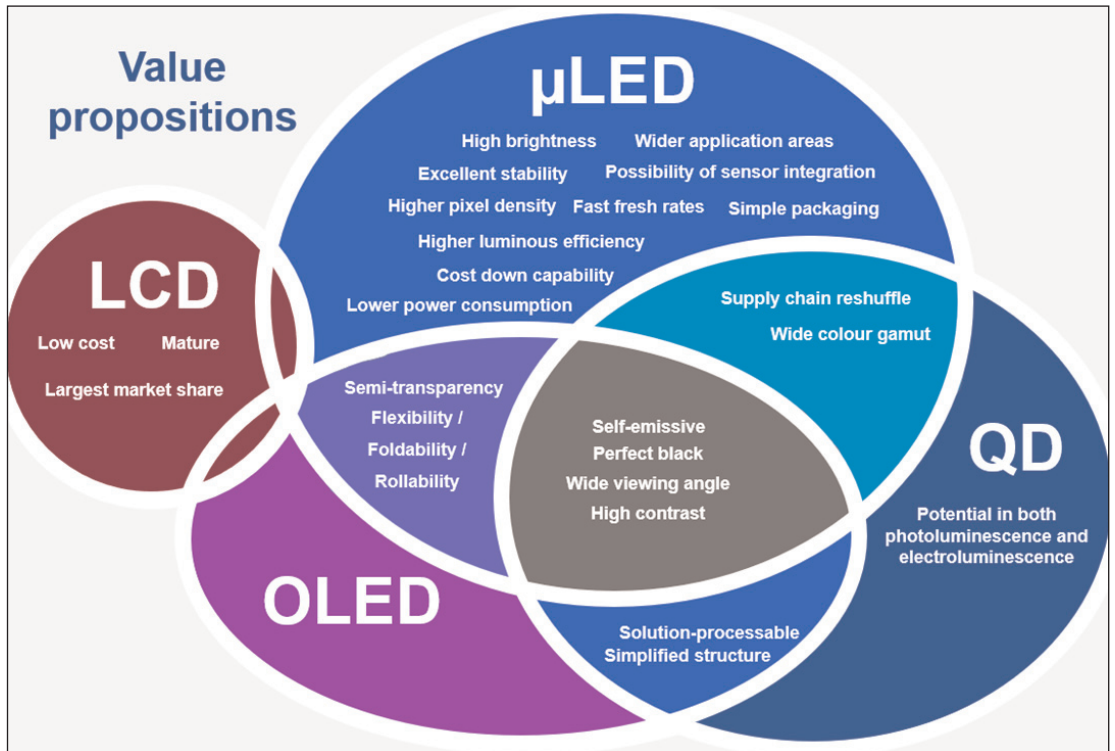 Value
propositions
µLED
High brightness
Wider application areas
Excellent stability
Possibility of sensor integration
Higher pixel density
Fast fresh rates
Simple packaging
Higher luminous efficiency
Cost down capability
Lower power consumption
LCD
Low cost
Mature
Largest market share
Supply chain reshuffle
Wide colour gamut
Semi-transparency
Flexibility /
Foldability /
Rollability
Self-emissive
Perfect black
Wide viewing angle
High contrast
QD
Potential in both
photoluminescence and
electroluminescence
OLED
Solution-processable
Simplified structure